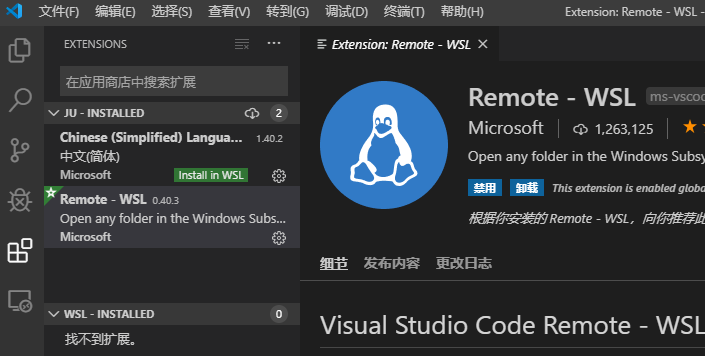 文件(F) 编辑(E) 选择(S) 查看(V) 转到(G) 调试(D) 终端(T) 帮助(H) Extension: Remote - WSL -
EXTENSIONS
Extension: Remote - WSL
在应用商店中搜索扩展
JU - INSTALLED 2
Chinese (Simplified) Langua... 1.40.2
中文(简体)
Microsoft Install in WSL
Remote - WSL 0.40.3
Open any folder in the Windows Subs...
Microsoft
WSL - INSTALLED 0
找不到扩展。
Remote - WSL ms-vscod
Microsoft 1,263,125
Open any folder in the Windows Subsy
禁用 卸载 This extension is enabled globa
根据你安装的 Remote - WSL，向你推荐此
细节 发布内容 更改日志
Visual Studio Code Remote - WSL